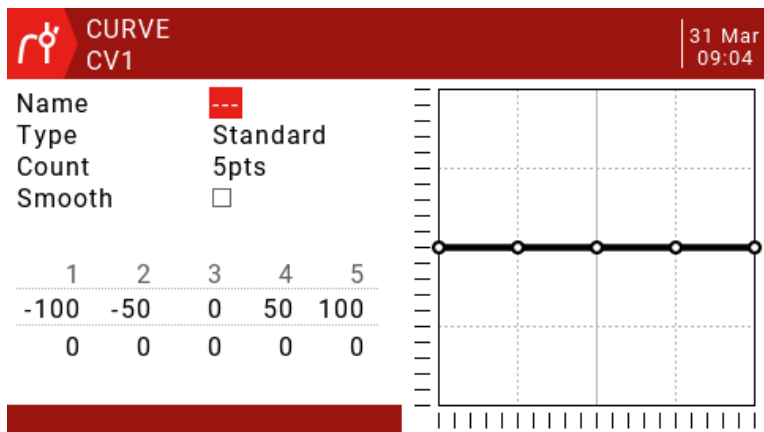 CURVE
CV1
31 Mar
09:04
Name ---
Type Standard
Count 5pts
Smooth
1 2 3 4 5
-100 -50 0 50 100
0 0 0 0 0